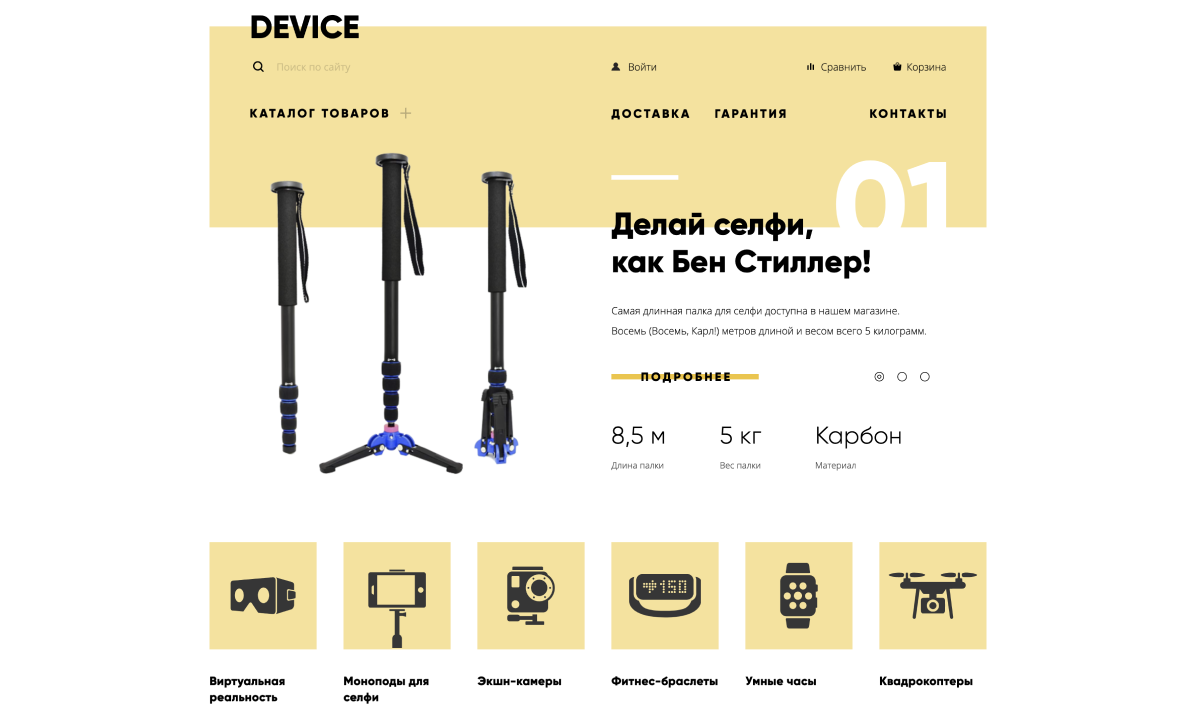 DEVICE
Поиск по сайту
Войти
Сравнить
Корзина
КАТАЛОГ ТОВАРОВ
ДОСТАВКА
ГАРАНТИЯ
КОНТАКТЫ
01
Делай селфи,
как Бен Стиллер!
Самая длинная палка для селфи доступна в нашем магазине.
Восемь (Восемь, Карл!) метров длиной и весом всего 5 килограмм.
ПОДРОБНЕЕ
8,5 м
5 кг
Карбон
Длина палки
Вес палки
Материал
150
Виртуальная
реальность
Моноподы для
селфи
Экшн-камеры
Фитнес-браслеты
Умные часы
Квадрокоптеры